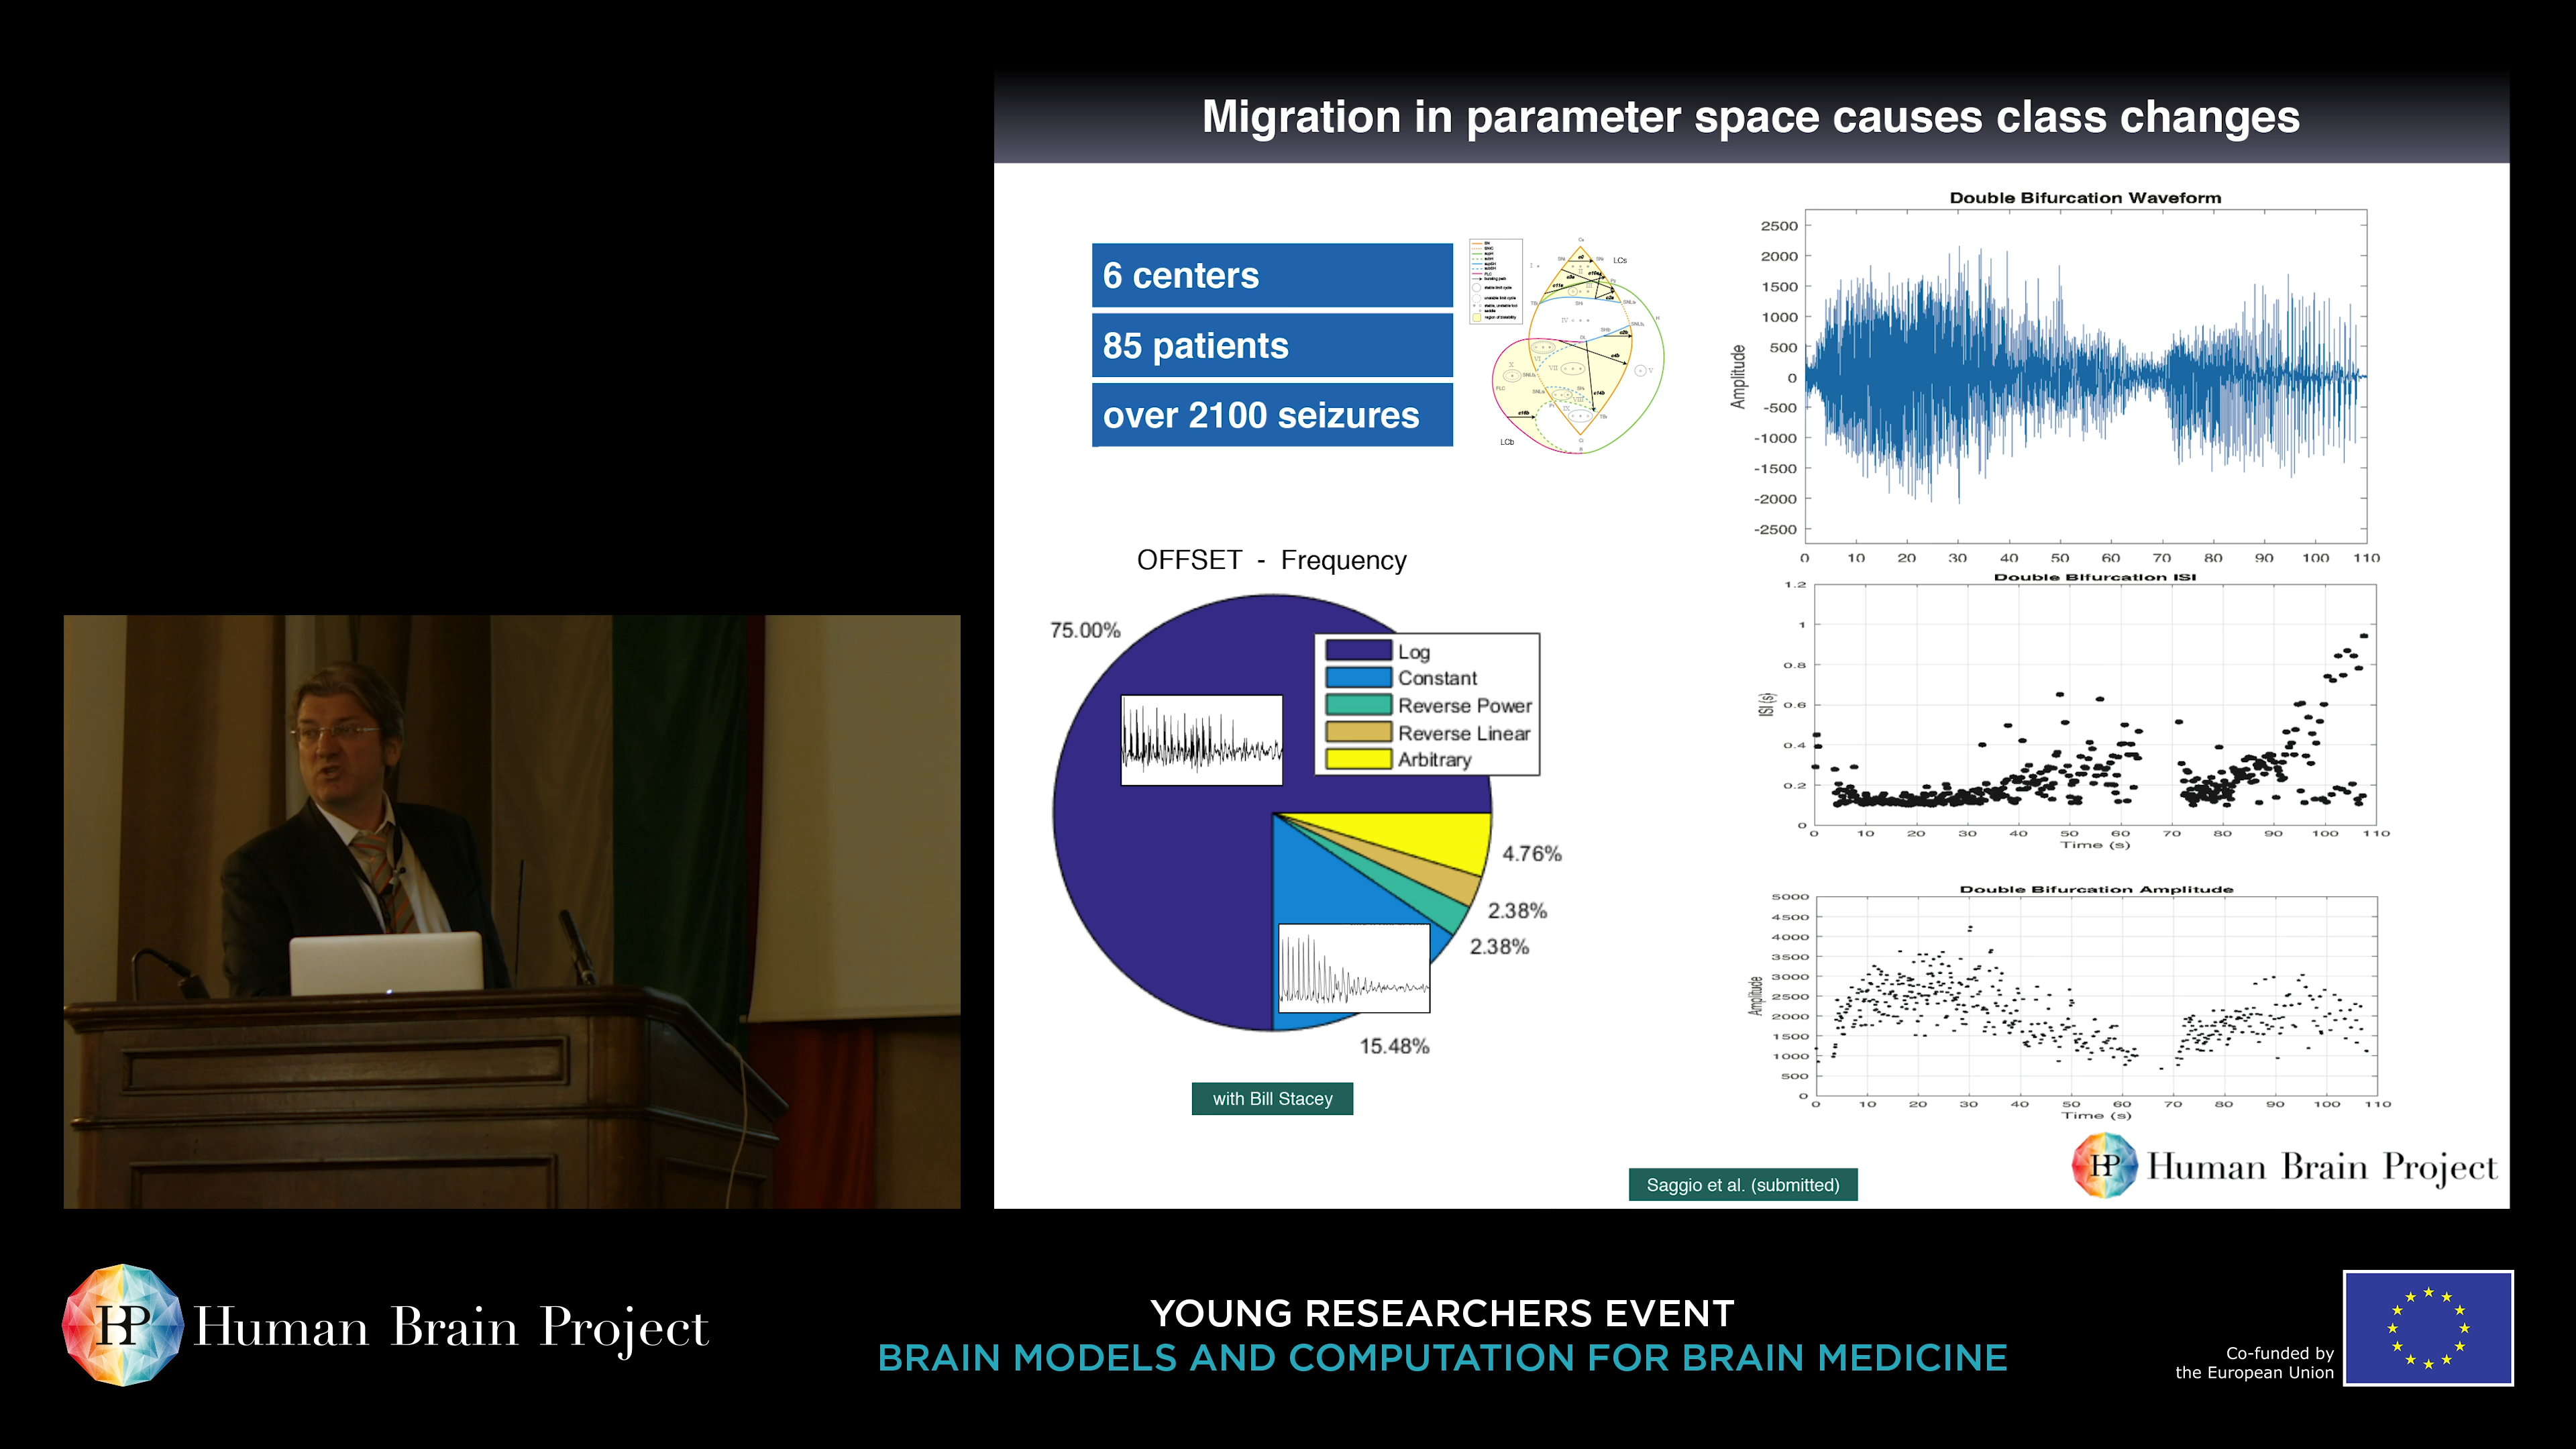 Migration in parameter space causes class changes
6 centers
85 patients
over 2100 seizures
LCs
LCb
Double Bifurcation Waveform
Amplitude
2500
2000
1500
1000
500
0
-500
-1000
-1500
-2000
-2500
0 10 20 30 40 50 60 70 80 90 100 110
OFFSET - Frequency
75.00%
Log
Constant
Reverse Power
Reverse Linear
Arbitrary
4.76%
2.38%
2.38%
15.48%
with Bill Stacey
Double Bifurcation ISI
ISI (s)
1.2
1
0.8
0.6
0.4
0.2
0
0 10 20 30 40 50 60 70 80 90 100 110
Time (s)
Double Bifurcation Amplitude
Amplitude
5000
4500
4000
3500
3000
2500
2000
1500
1000
500
0
0 10 20 30 40 50 60 70 80 90 100 110
Time (s)
Saggio et al. (submitted)
HBP Human Brain Project
HBP Human Brain Project
YOUNG RESEARCHERS EVENT
BRAIN MODELS AND COMPUTATION FOR BRAIN MEDICINE
Co-funded by
the European Union